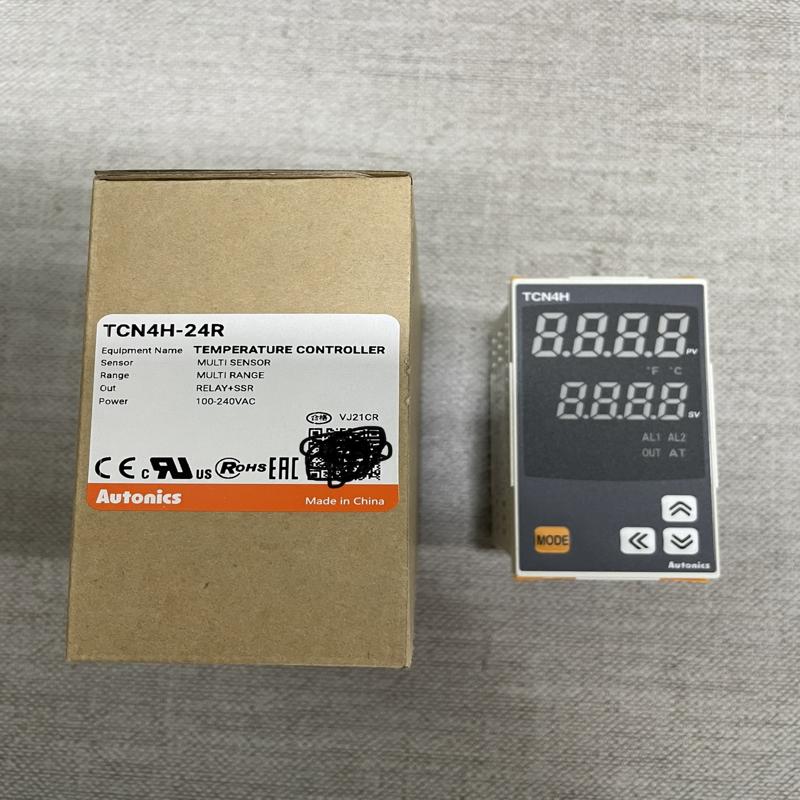 TCN4H-24R
Equipment Name TEMPERATURE CONTROLLER
Sensor MULTI SENSOR
Range MULTI RANGE
Out RELAY+SSR
Power 100-240VAC
合格 VJ21CR
CE c RU US RoHS EAC
Autonics Made in China
TCN4H
8.8.8.8 PV
°F °C
8.8.8.8 SV
AL1 AL2
OUT AT
MODE
Autonics